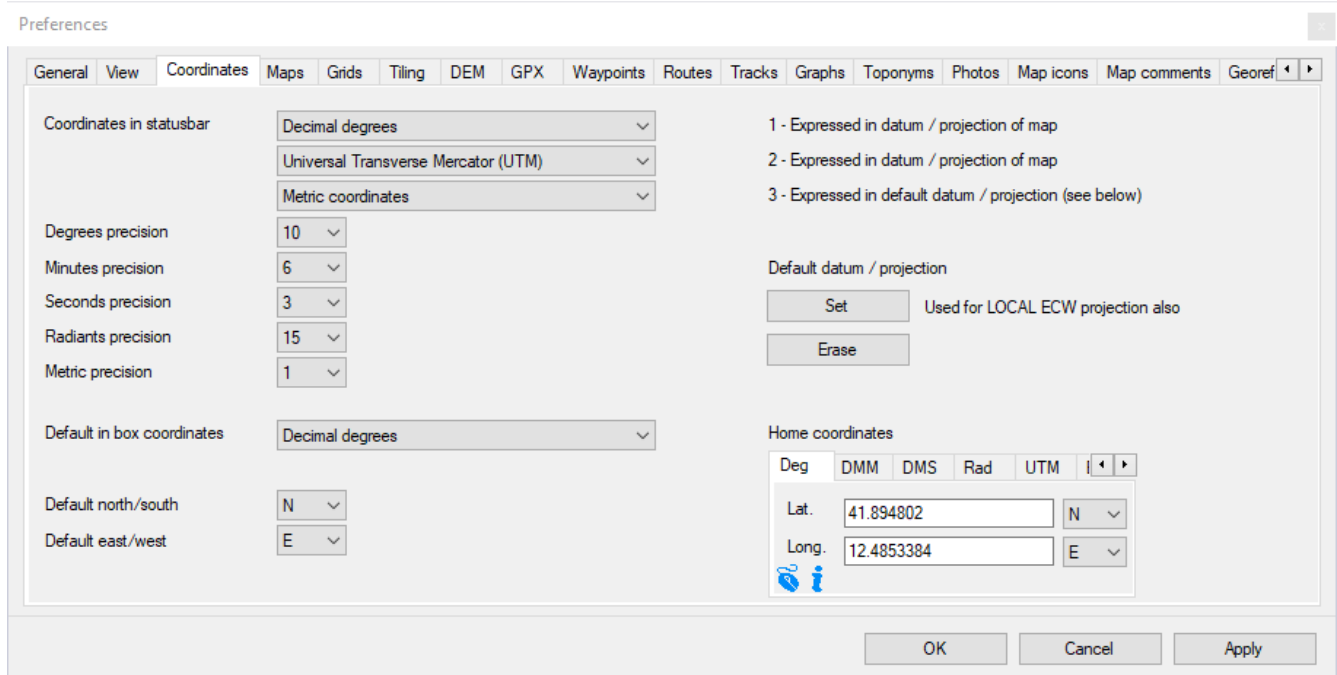 Preferences
General View Coordinates Maps Grids Tiling DEM GPX Waypoints Routes Tracks Graphs Toponyms Photos Map icons Map comments Georef
Coordinates in statusbar Decimal degrees 1 - Expressed in datum / projection of map
Universal Transverse Mercator (UTM) 2 - Expressed in datum / projection of map
Metric coordinates 3 - Expressed in default datum / projection (see below)
Degrees precision 10
Minutes precision 6 Default datum / projection
Seconds precision 3 Set Used for LOCAL ECW projection also
Radiants precision 15 Erase
Metric precision 1
Default in box coordinates Decimal degrees Home coordinates
Deg DMM DMS Rad UTM
Default north/south N Lat. 41.894802 N
Default east/west E Long. 12.4853384 E
OK Cancel Apply